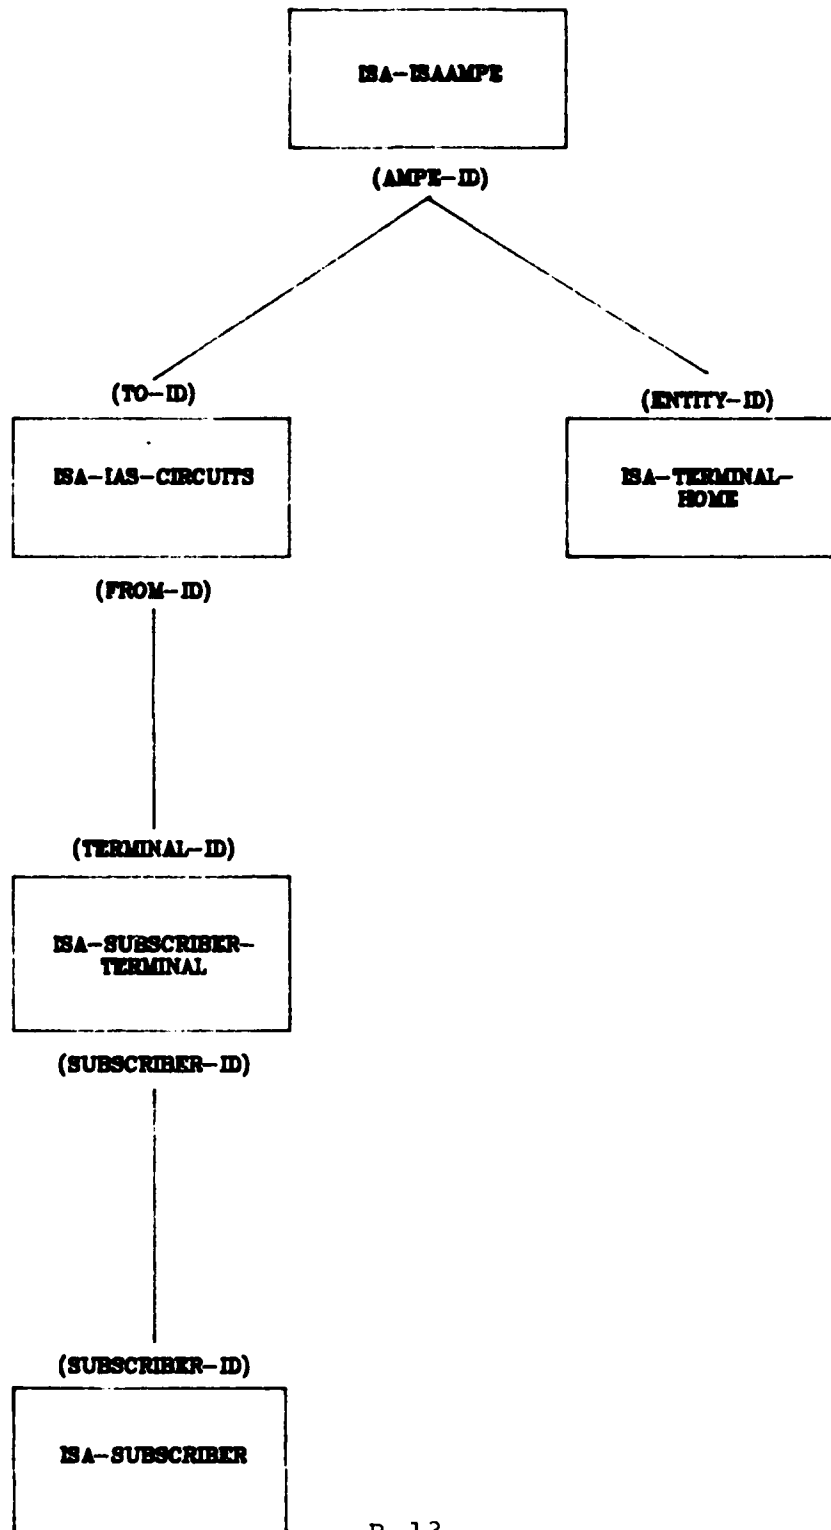 ISA-ISAAMPE
(AMPE-ID)
(TO-ID)
(ENTITY-ID)
ISA-IAS-CIRCUITS
ISA-TERMINAL-
HOME
(FROM-ID)
(TERMINAL-ID)
ISA-SUBSCRIBER-
TERMINAL
(SUBSCRIBER-ID)
(SUBSCRIBER-ID)
ISA-SUBSCRIBER